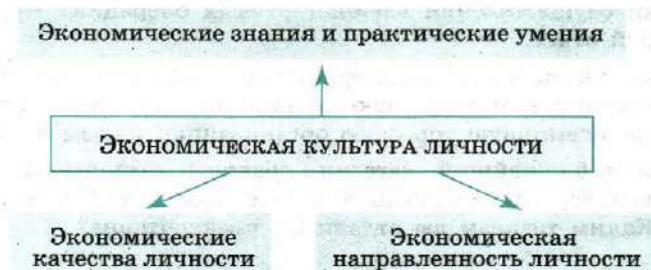 Экономические знания и практические умения
Экономическая культура личности
Экономические
качества личности
Экономическая
направленность личности